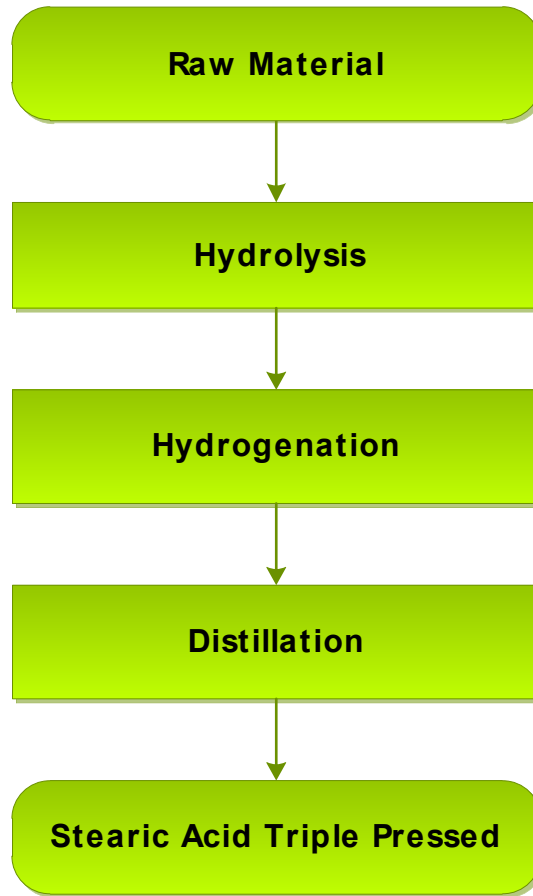 Raw Material
Hydrolysis
Hydrogenation
Distillation
Stearic Acid Triple Pressed